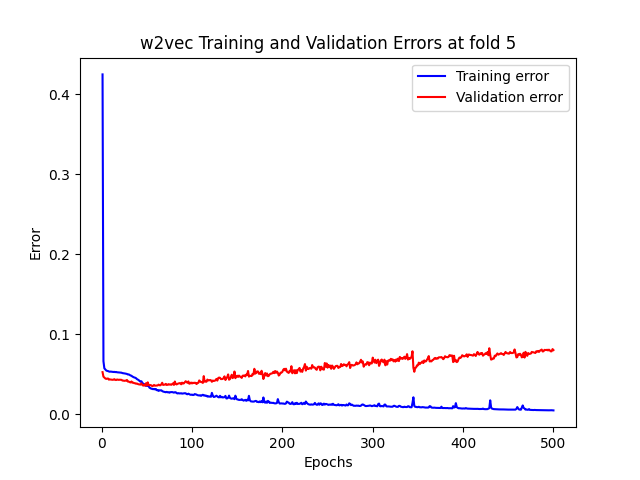 w2vec Training and Validation Errors at fold 5
Training error
Validation error
Error
0.4
0.3
0.2
0.1
0.0
0
100
200
300
400
500
Epochs